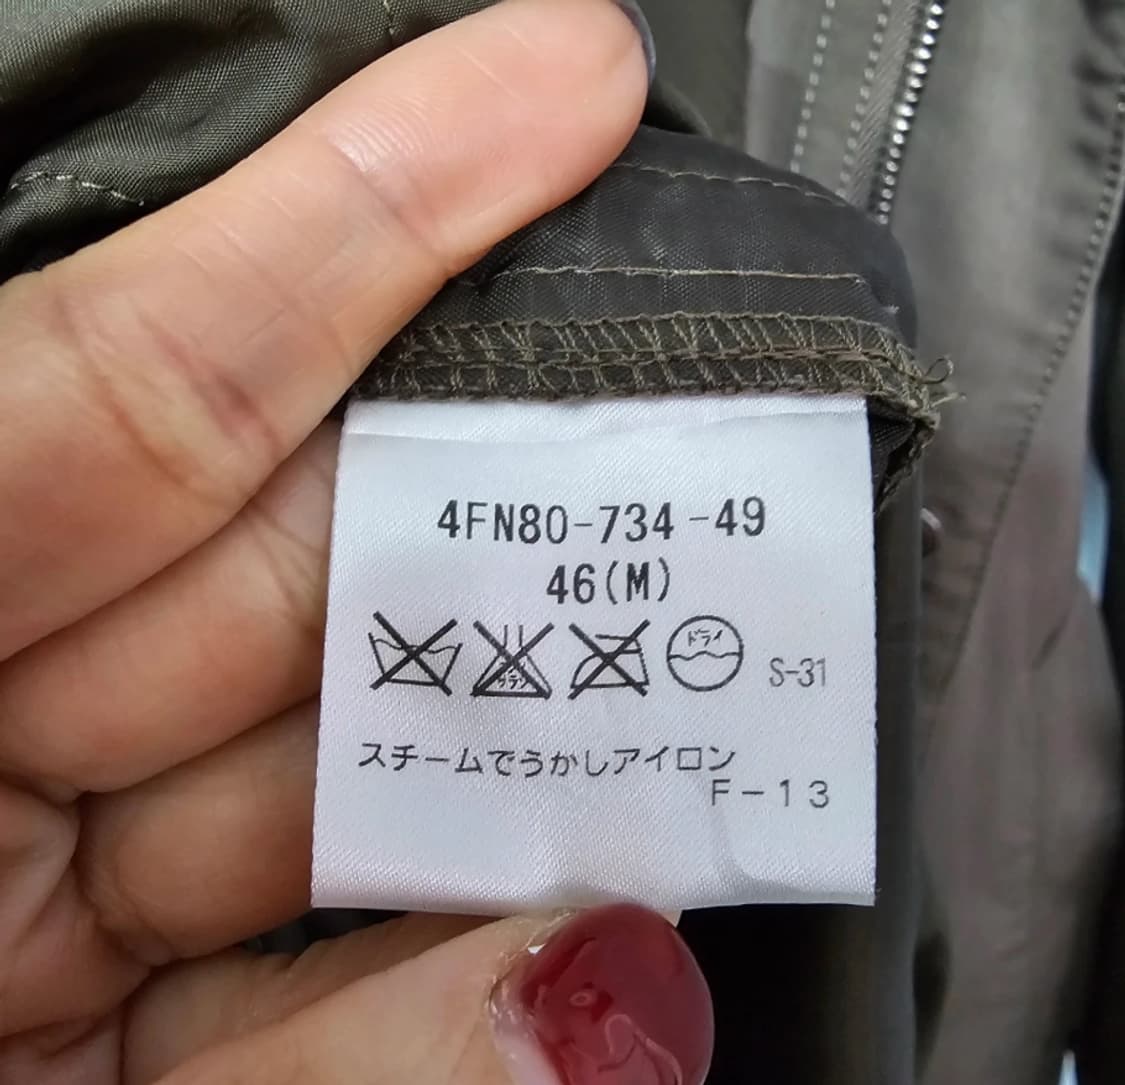 4FN80-734-49
46(M)
ドライ S-31
スチームでうかしアイロン
F-13